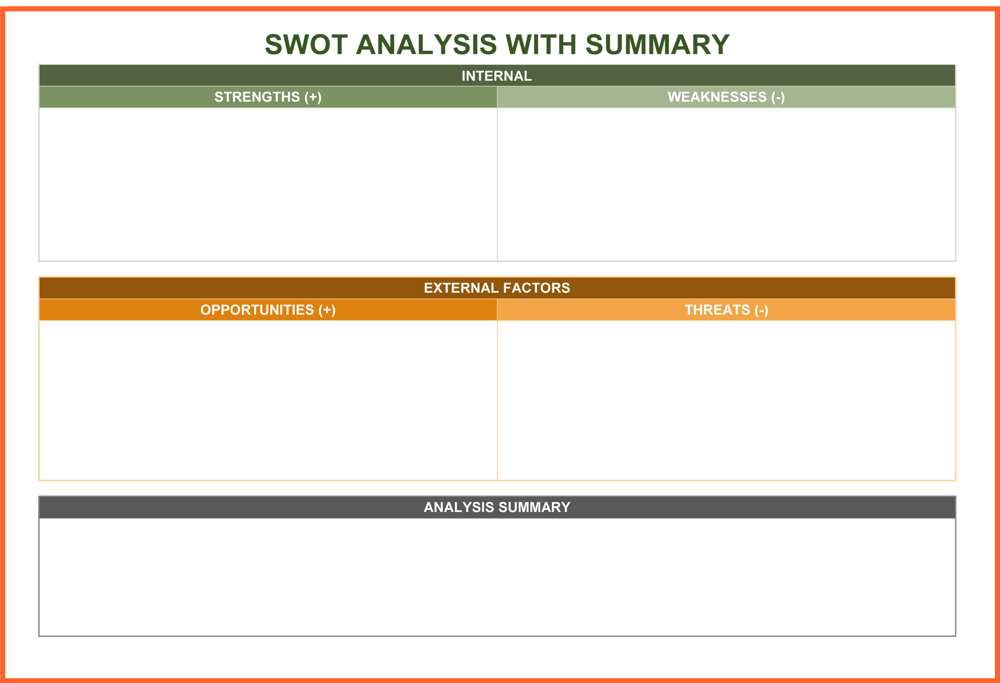 SWOT ANALYSIS WITH SUMMARY
INTERNAL
STRENGTHS (+)
WEAKNESSES (-)
EXTERNAL FACTORS
OPPORTUNITIES (+)
THREATS (-)
ANALYSIS SUMMARY